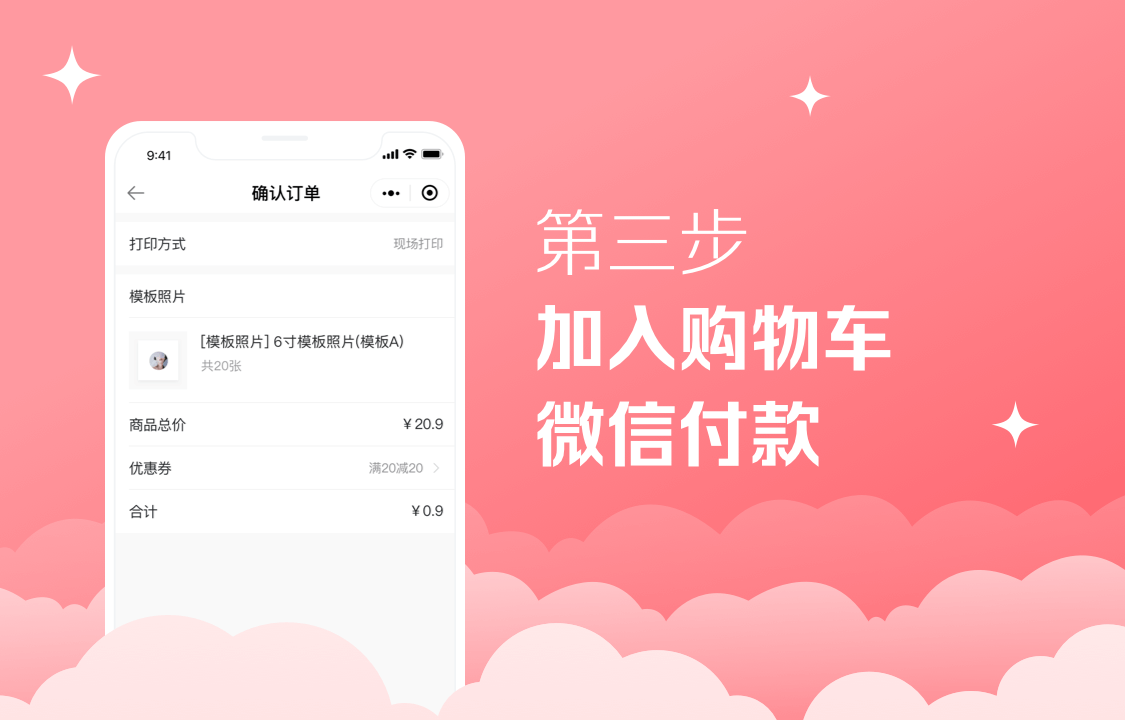 9:41
确认订单
打印方式 现场打印
模板照片
[模板照片] 6寸模板照片(模板A)
共20张
商品总价 ￥20.9
优惠券 满20减20
合计 ￥0.9
第三步
加入购物车
微信付款